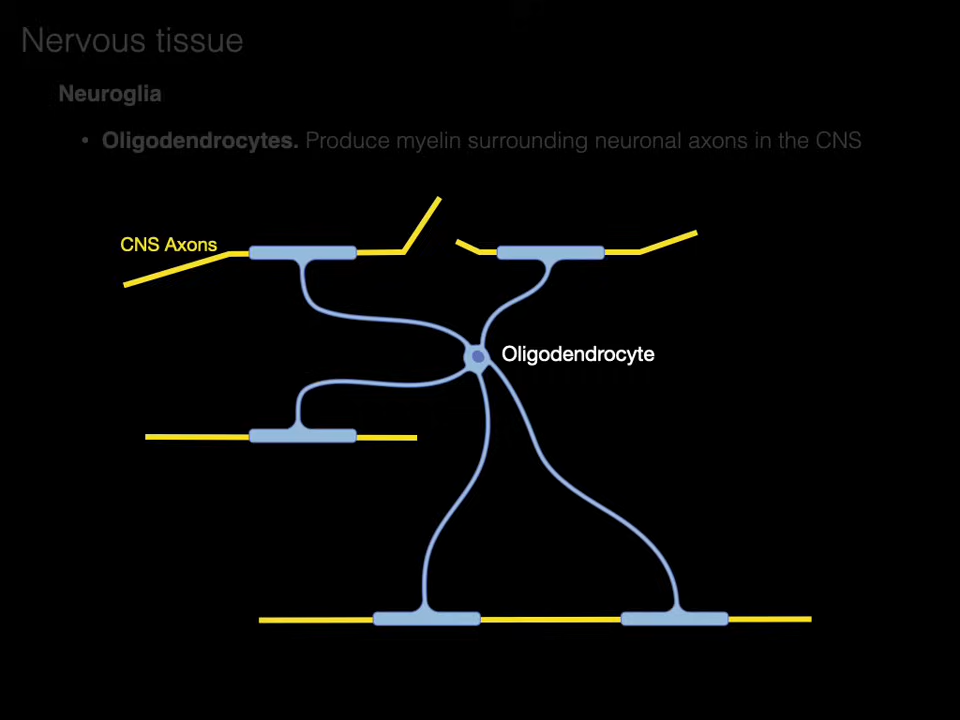 Nervous tissue
Neuroglia
• Oligodendrocytes. Produce myelin surrounding neuronal axons in the CNS
CNS Axons
Oligodendrocyte